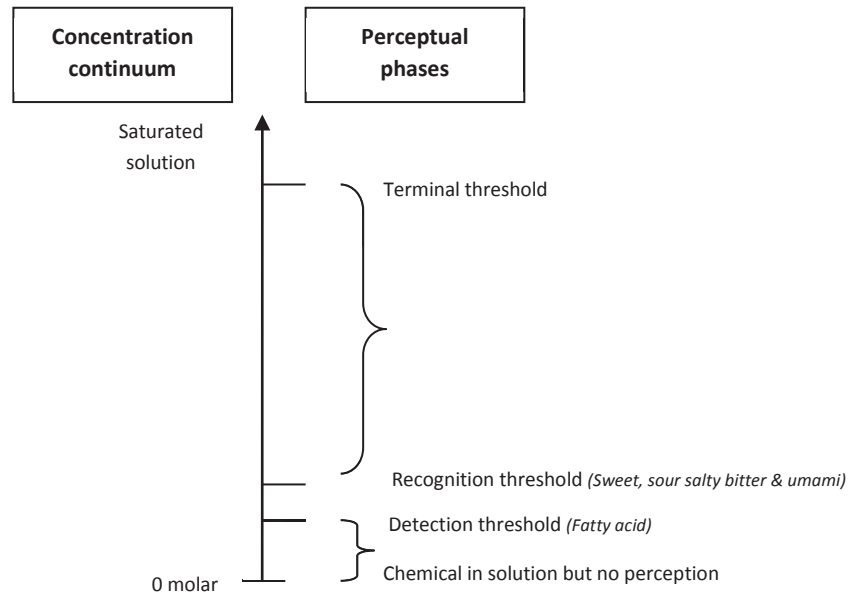 Concentration
continuum
Perceptual
phases
Saturated
solution
Terminal threshold
Recognition threshold (Sweet, sour salty bitter & umami)
Detection threshold (Fatty acid)
Chemical in solution but no perception
0 molar